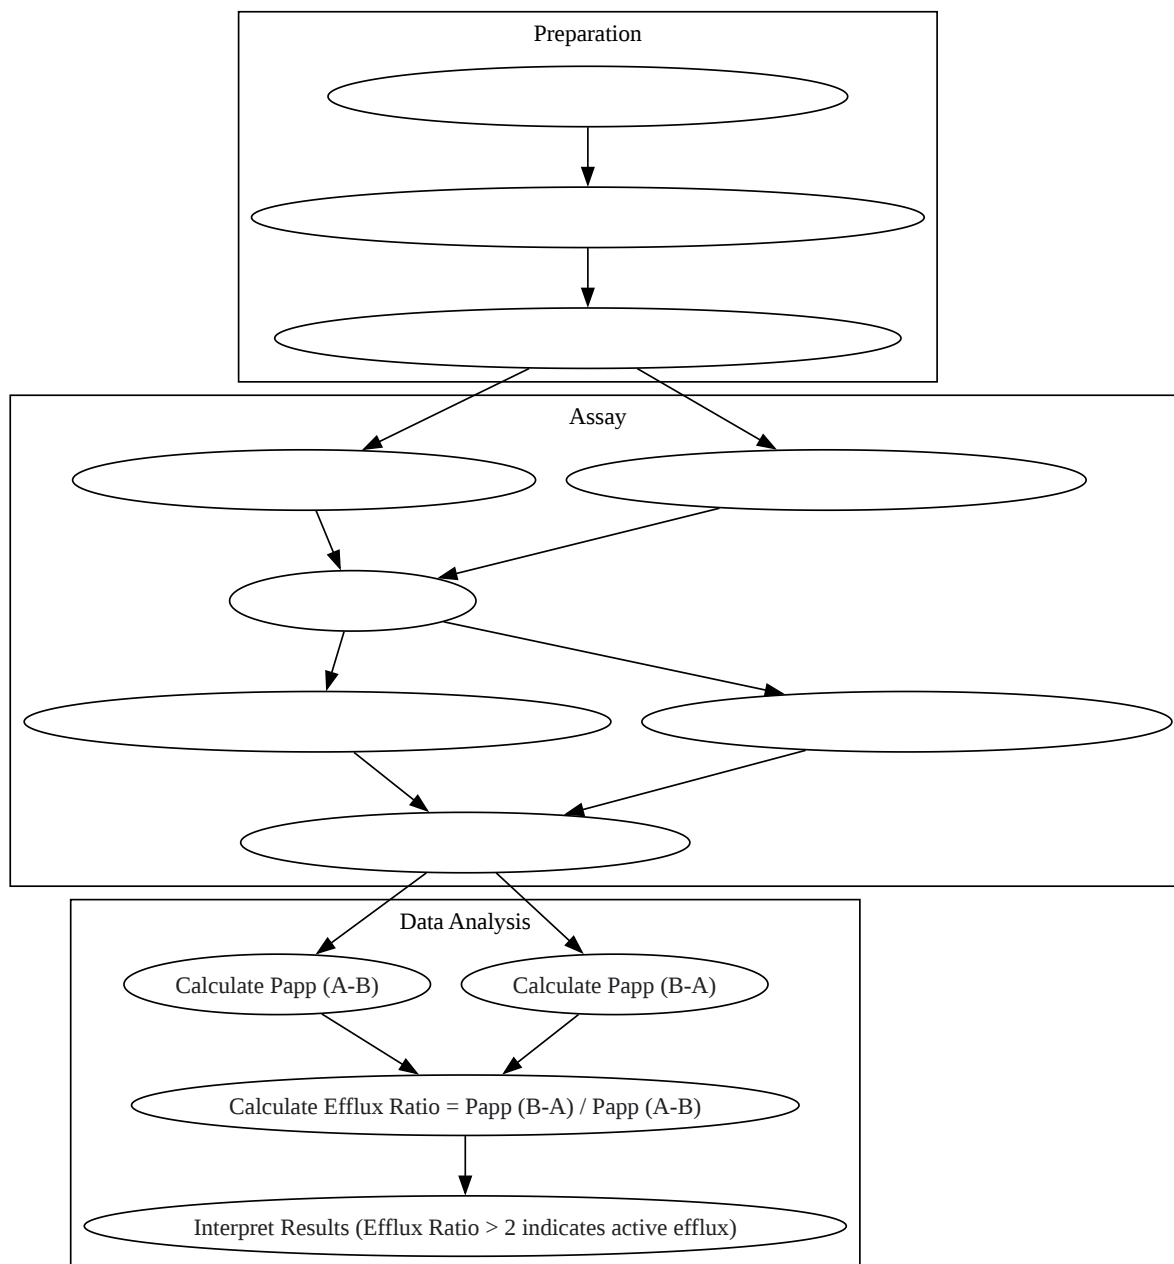 Preparation
Assay
Data Analysis
Calculate Papp (A-B)
Calculate Papp (B-A)
Calculate Efflux Ratio = Papp (B-A) / Papp (A-B)
Interpret Results (Efflux Ratio > 2 indicates active efflux)